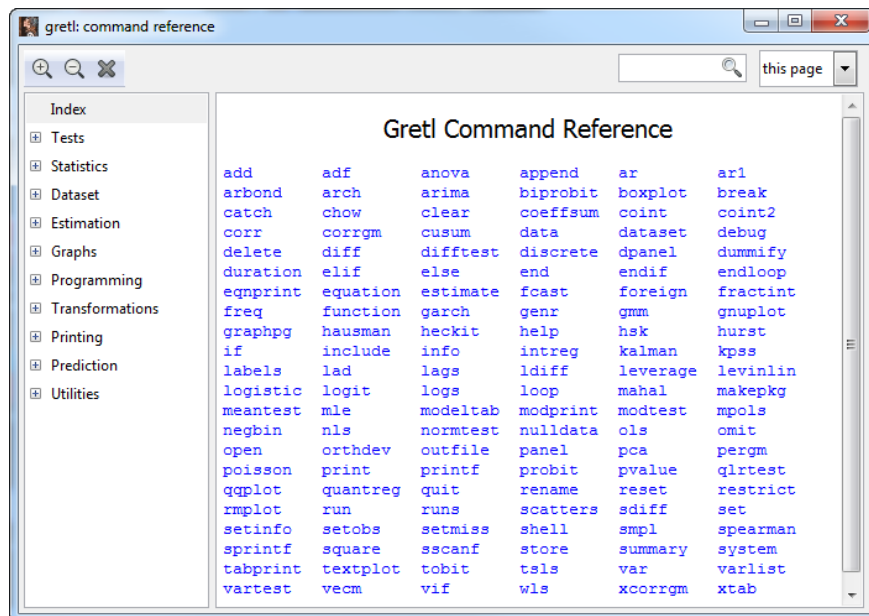 gretl: command reference
this page
Index
Tests
Statistics
Dataset
Estimation
Graphs
Programming
Transformations
Printing
Prediction
Utilities
Gretl Command Reference
add adf anova append ar ar1
arbond arch arima biprobit boxplot break
catch chow clear coeffsum coint coint2
corr corrgm cusum data dataset debug
delete diff difftest discrete dpanel dummify
duration elif else end endif endloop
eqnprint equation estimate fcast foreign fractint
freq function garch genr gmm gnuplot
graphpg hausman heckit help hsk hurst
if include info intreg kalman kpss
labels lad lags ldiff leverage levinlin
logistic logit logs loop mahal makepkg
meantest mle modeltab modprint modtest mpols
negbin nls normtest nulldata ols omit
open orthdev outfile panel pca pergm
poisson print printf probit pvalue qlrtest
qqplot quantreg quit rename reset restrict
rmplot run runs scatters sdiff set
setinfo setobs setmiss shell smpl spearman
sprintf square sscanf store summary system
tabprint textplot tobit tsls var varlist
vartest vecm vif wls xcorrgm xtab